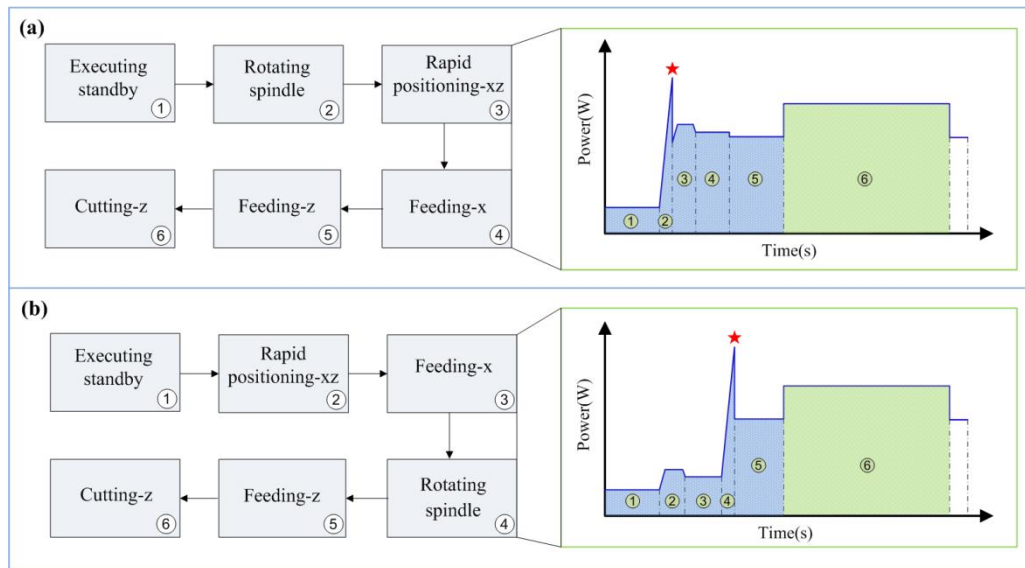 (a)
Executing
standby
①
Rotating
spindle
②
Rapid
positioning-xz
③
Cutting-z
⑥
Feeding-z
⑤
Feeding-x
④
Power(W)
①
②
③
④
⑤
⑥
Time(s)
(b)
Executing
standby
①
Rapid
positioning-xz
②
Feeding-x
③
Cutting-z
⑥
Feeding-z
⑤
Rotating
spindle
④
Power(W)
①
②
③
④
⑤
⑥
Time(s)